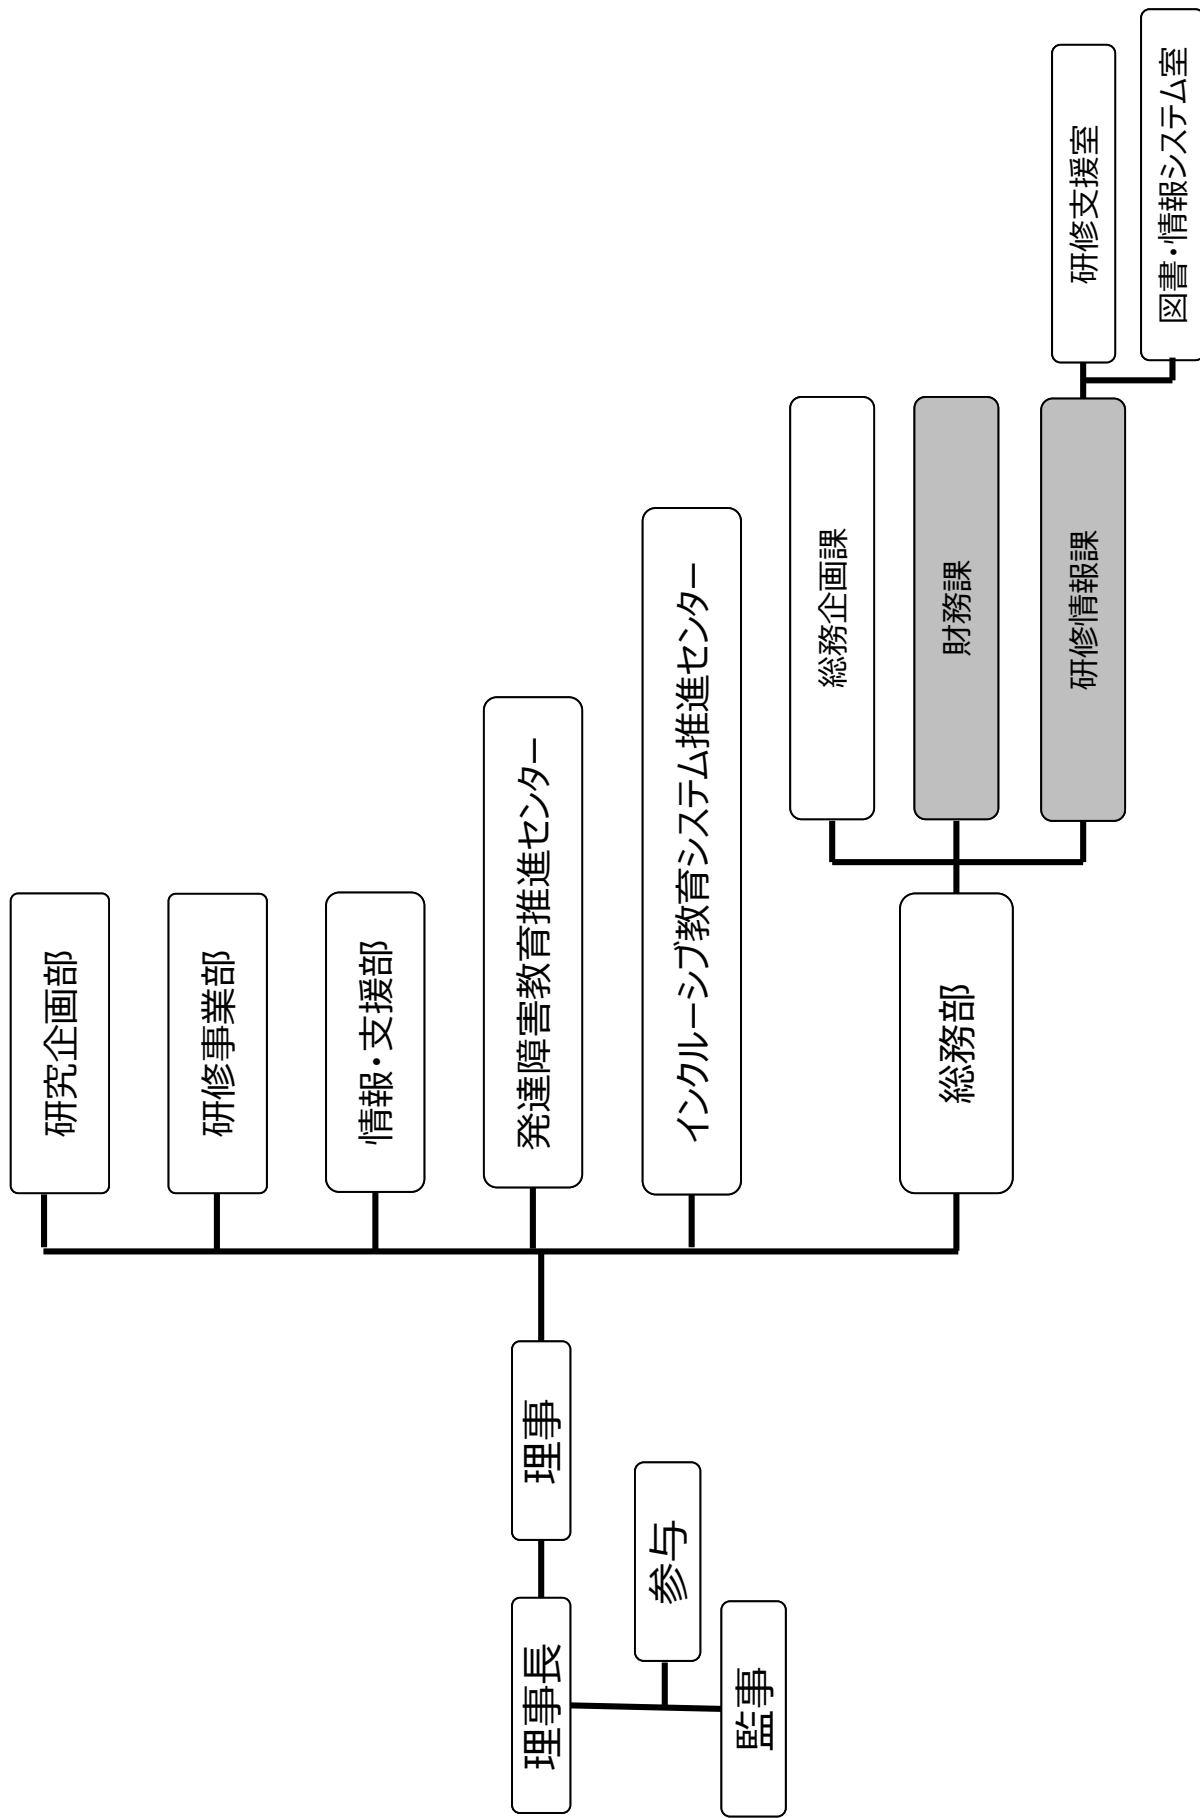 理事長
理事
参与
監事
研究企画部
研修事業部
情報・支援部
発達障害教育推進センター
インクルーシブ教育システム推進センター
総務部
総務企画課
財務課
研修情報課
研修支援室
図書・情報システム室